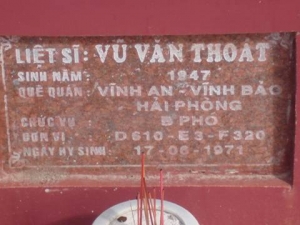 LIỆT SĨ: VŨ VĂN THOẠT
SINH NĂM: 1947
QUÊ QUÁN: VĨNH AN - VĨNH BẢO
HẢI PHÒNG
CHỨC VỤ: B PHÓ
ĐƠN VỊ: D610 - E3 - F320
NGÀY HY SINH: 17-06-1971